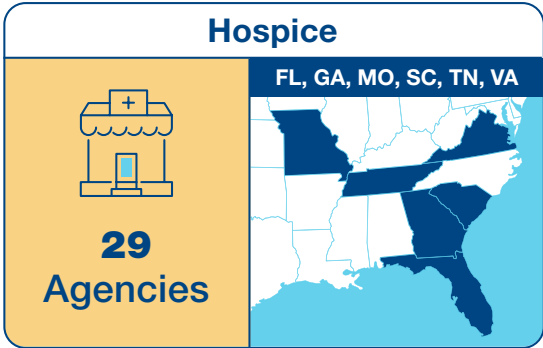 Hospice
FL, GA, MO, SC, TN, VA
29
Agencies